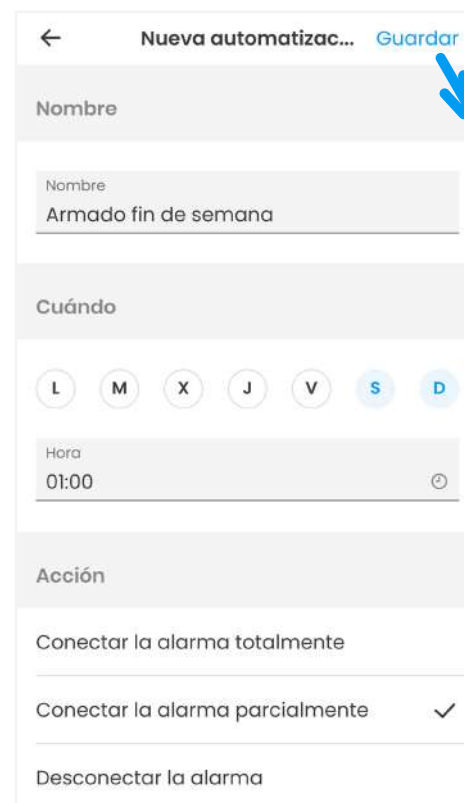 Nueva automatizac... Guardar
Nombre
Nombre
Armado fin de semana
Cuándo
L M X J V S D
Hora
01:00
Acción
Conectar la alarma totalmente
Conectar la alarma parcialmente
Desconectar la alarma